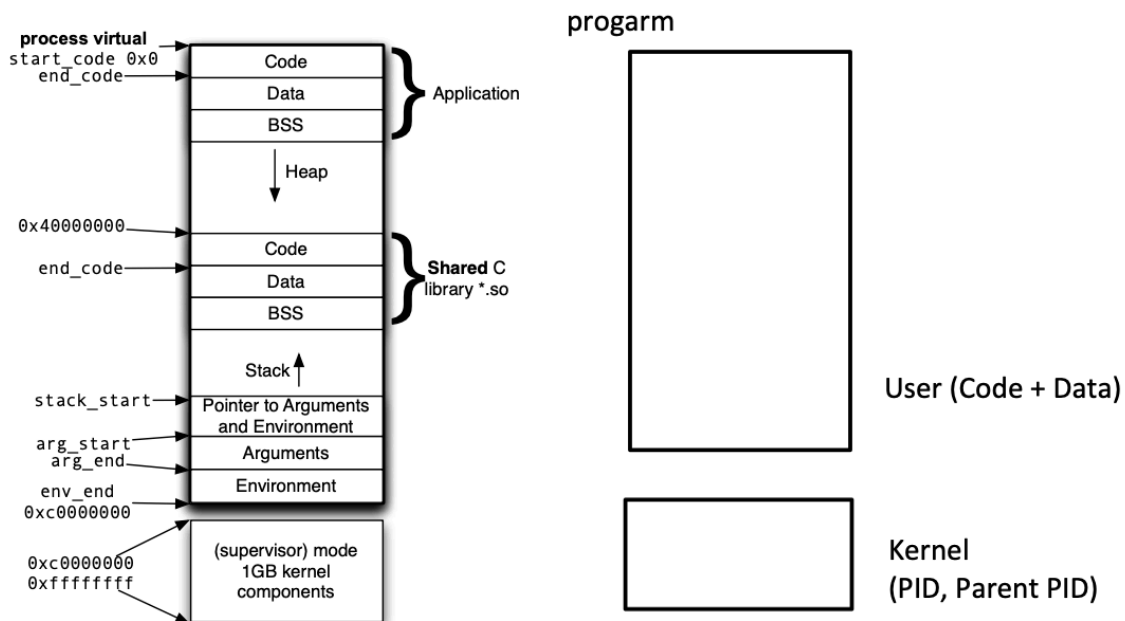 process virtual
start_code 0x0
end_code
Code
Data
BSS
Application
Heap
0x40000000
end_code
Code
Data
BSS
Shared C
library *.so
Stack
stack_start
Pointer to Arguments
and Environment
arg_start
arg_end
Arguments
env_end
0xc0000000
Environment
0xc0000000
0xffffffff
(supervisor) mode
1GB kernel
components
progarm
User (Code + Data)
Kernel
(PID, Parent PID)